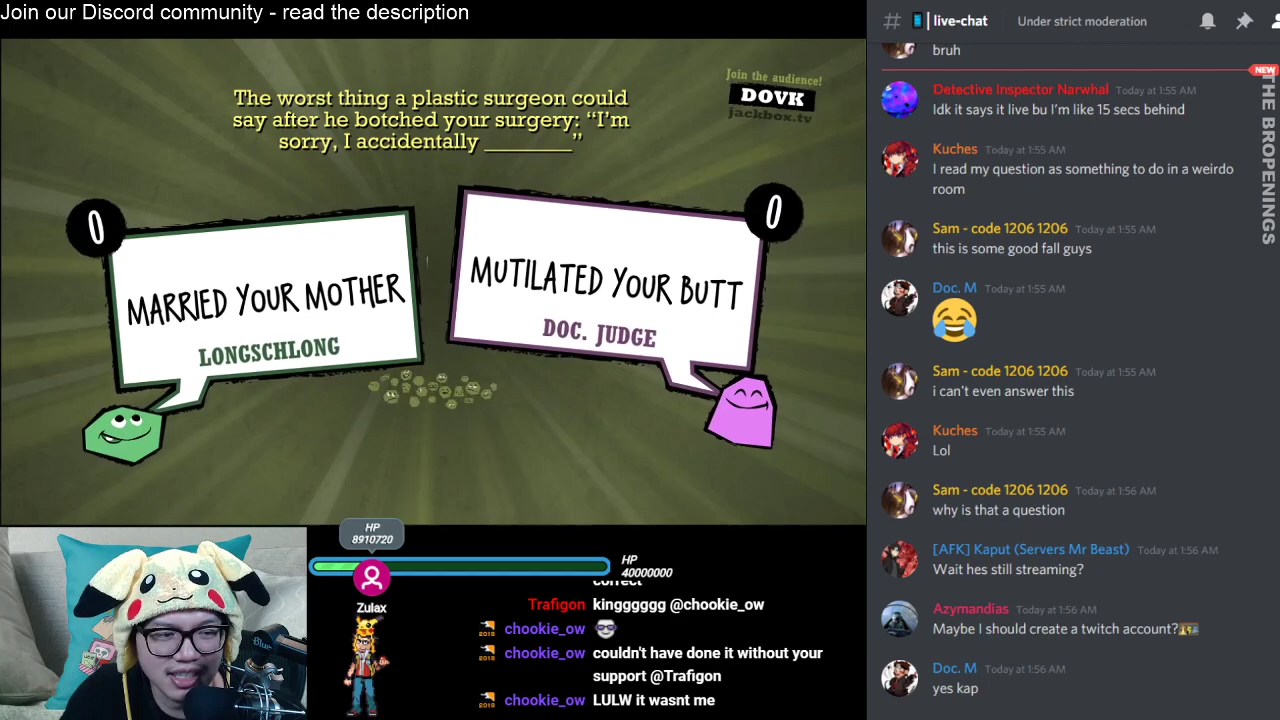 Join our Discord community - read the description
The worst thing a plastic surgeon could
say after he botched your surgery: “I’m
sorry, I accidentally ________”
Join the audience!
DOVK
jackbox.tv
0
MARRIED YOUR MOTHER
LONGSCHLONG
0
MUTILATED YOUR BUTT
DOC. JUDGE
HP
8910720
HP
40000000
Zulax
correct
Trafigon kingggggg @chookie_ow
2018 chookie_ow
2018 chookie_ow couldn't have done it without your
support @Trafigon
2018 chookie_ow LULW it wasnt me
# live-chat Under strict moderation
bruh
NEW
Detective Inspector Narwhal Today at 1:55 AM
Idk it says it live bu I’m like 15 secs behind
Kuches Today at 1:55 AM
I read my question as something to do in a weirdo
room
Sam - code 1206 1206 Today at 1:55 AM
this is some good fall guys
Doc. M Today at 1:55 AM
Sam - code 1206 1206 Today at 1:55 AM
i can't even answer this
Kuches Today at 1:55 AM
Lol
Sam - code 1206 1206 Today at 1:56 AM
why is that a question
[AFK] Kaput (Servers Mr Beast) Today at 1:56 AM
Wait hes still streaming?
Azymandias Today at 1:56 AM
Maybe I should create a twitch account?
Doc. M Today at 1:56 AM
yes kap
THE BROPENINGS
Blue